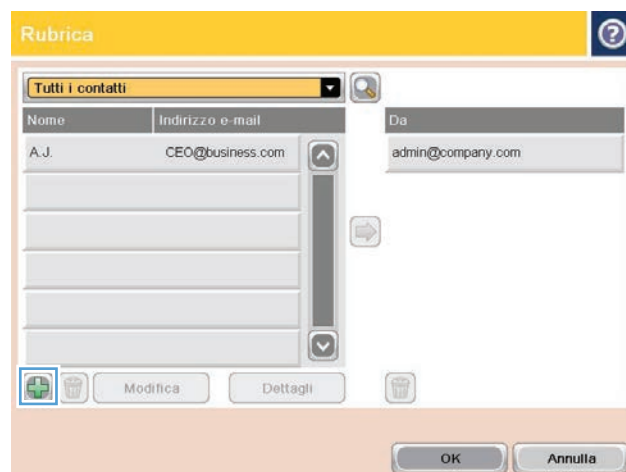 Rubrica
?
Tutti i contatti
Nome Indirizzo e-mail Da
A.J. CEO@business.com admin@company.com
Modifica Dettagli
OK Annulla